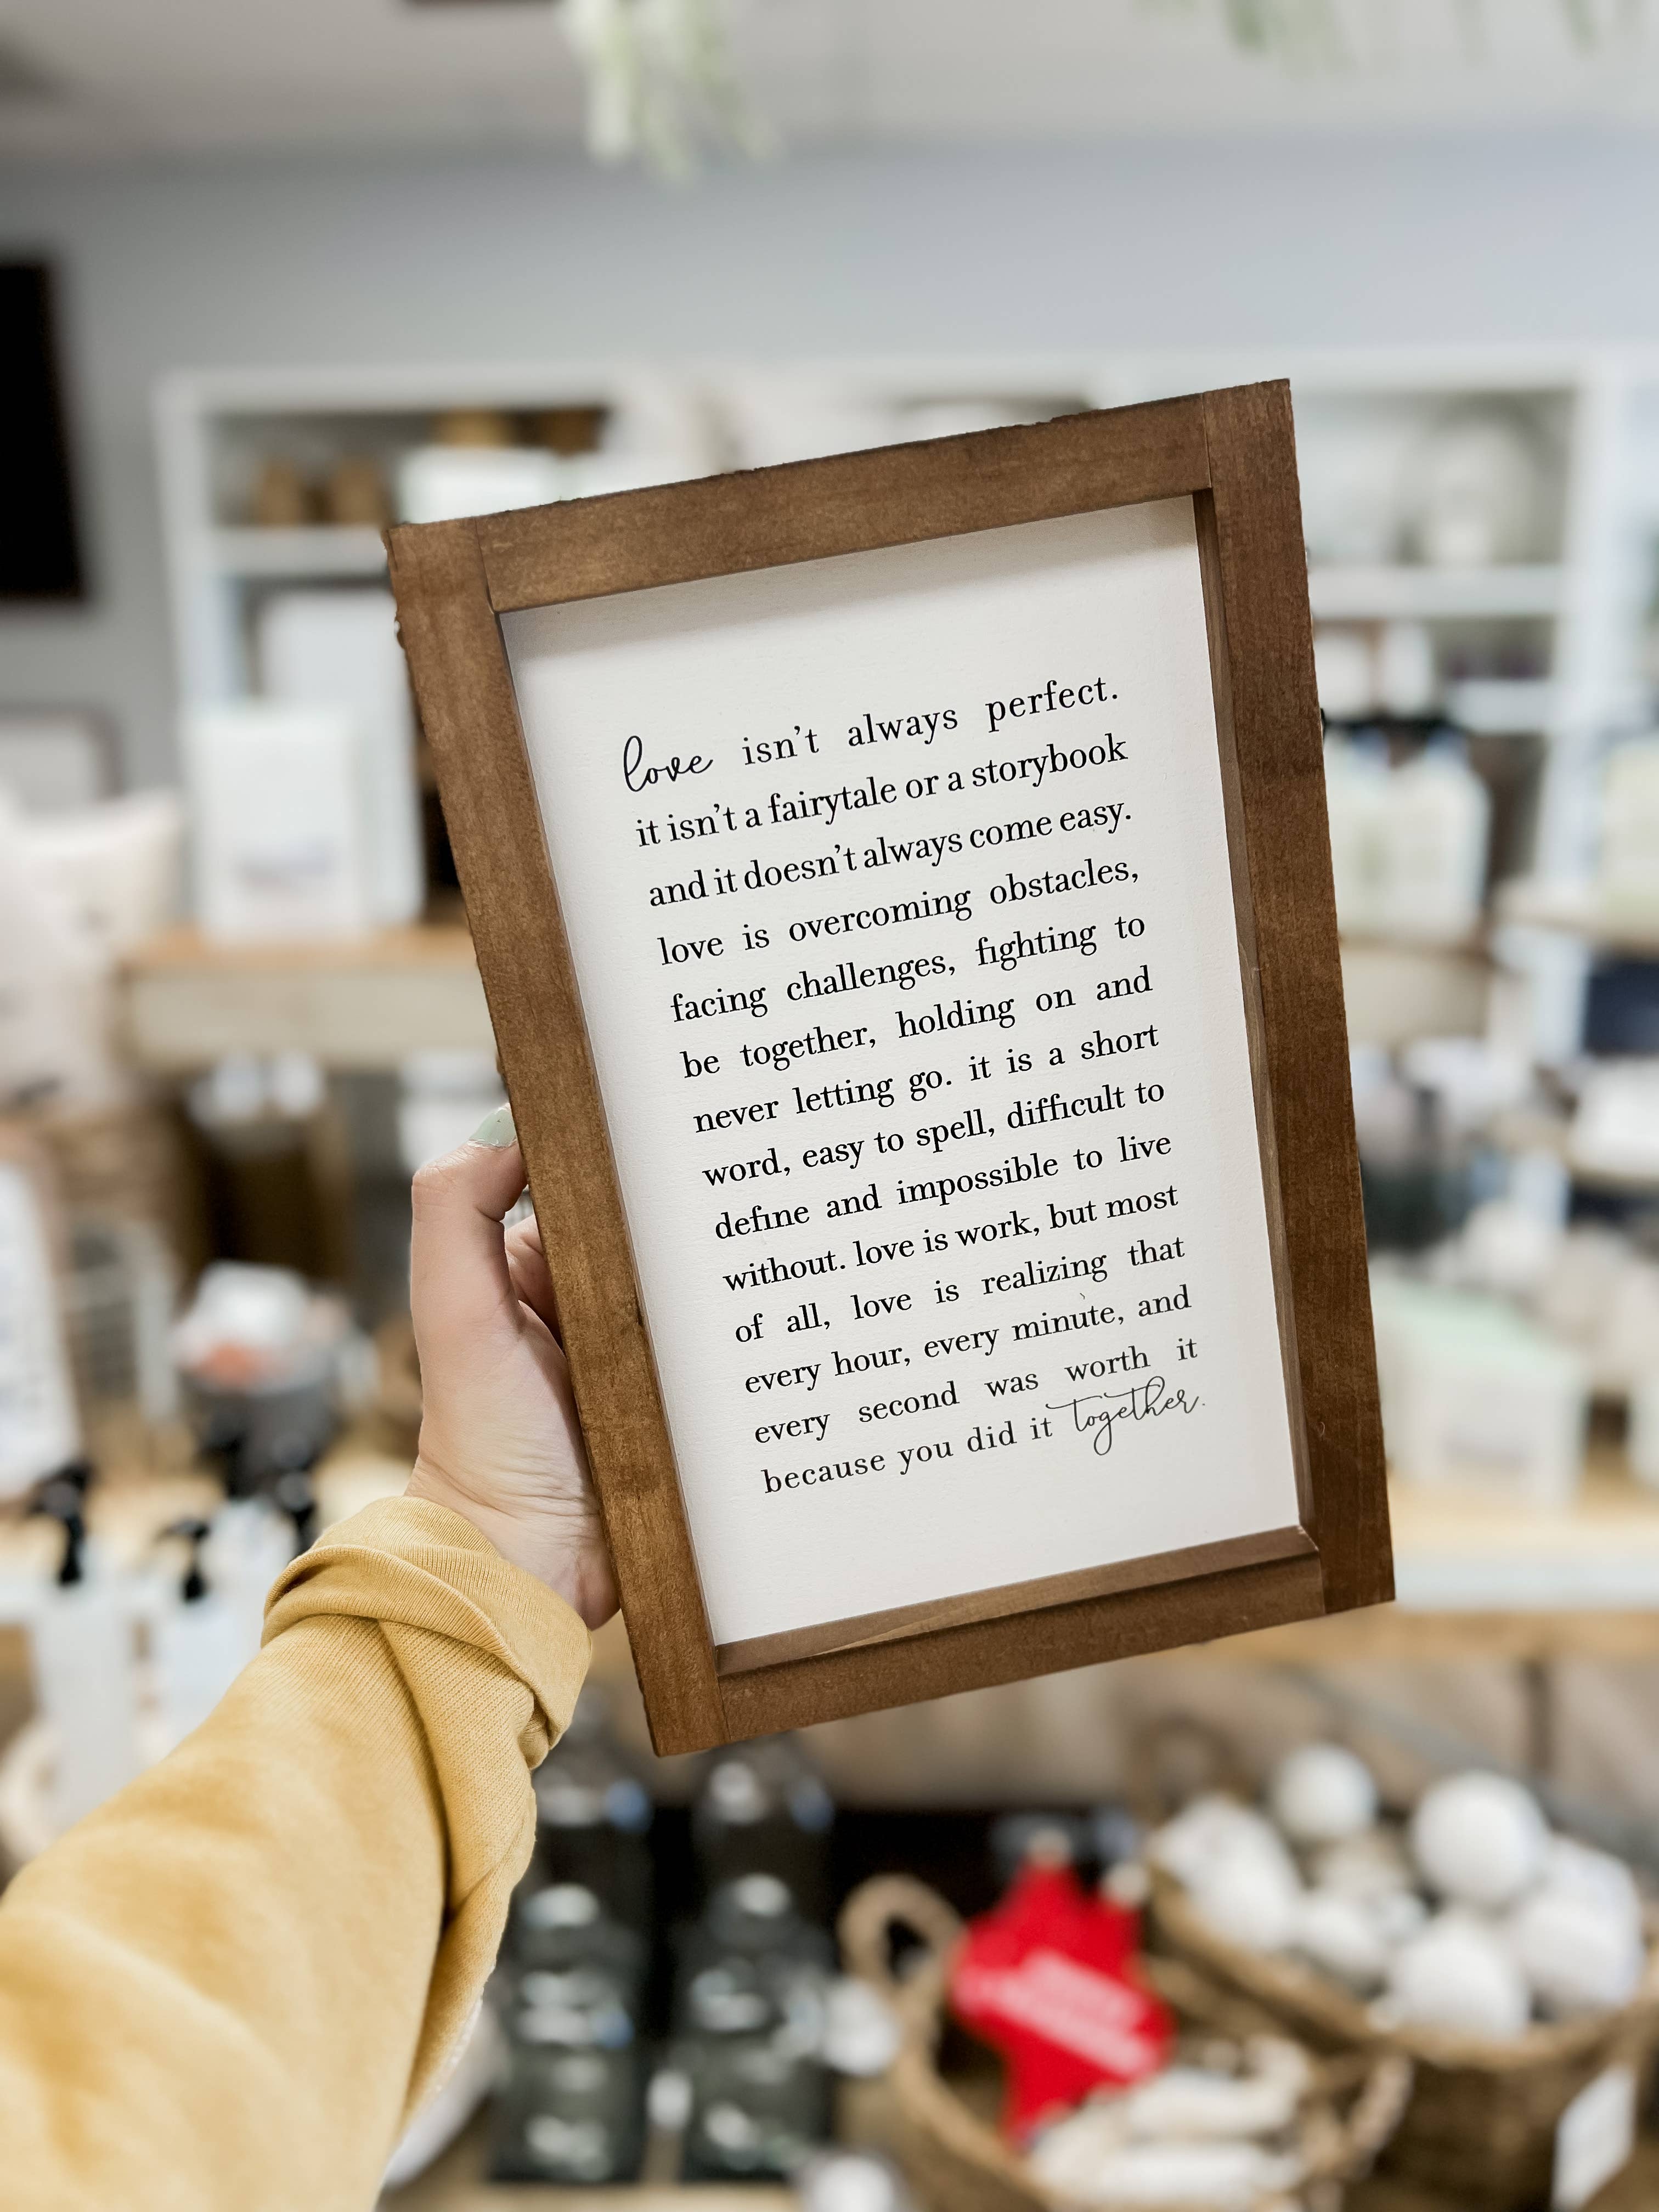 love isn't always perfect.
it isn't a fairytale or a storybook
and it doesn't always come easy.
love is overcoming obstacles,
facing challenges, fighting to
be together, holding on and
never letting go. it is a short
word, easy to spell, difficult to
define and impossible to live
without. love is work, but most
of all, love is realizing that
every hour, every minute, and
every second was worth it
because you did it together.